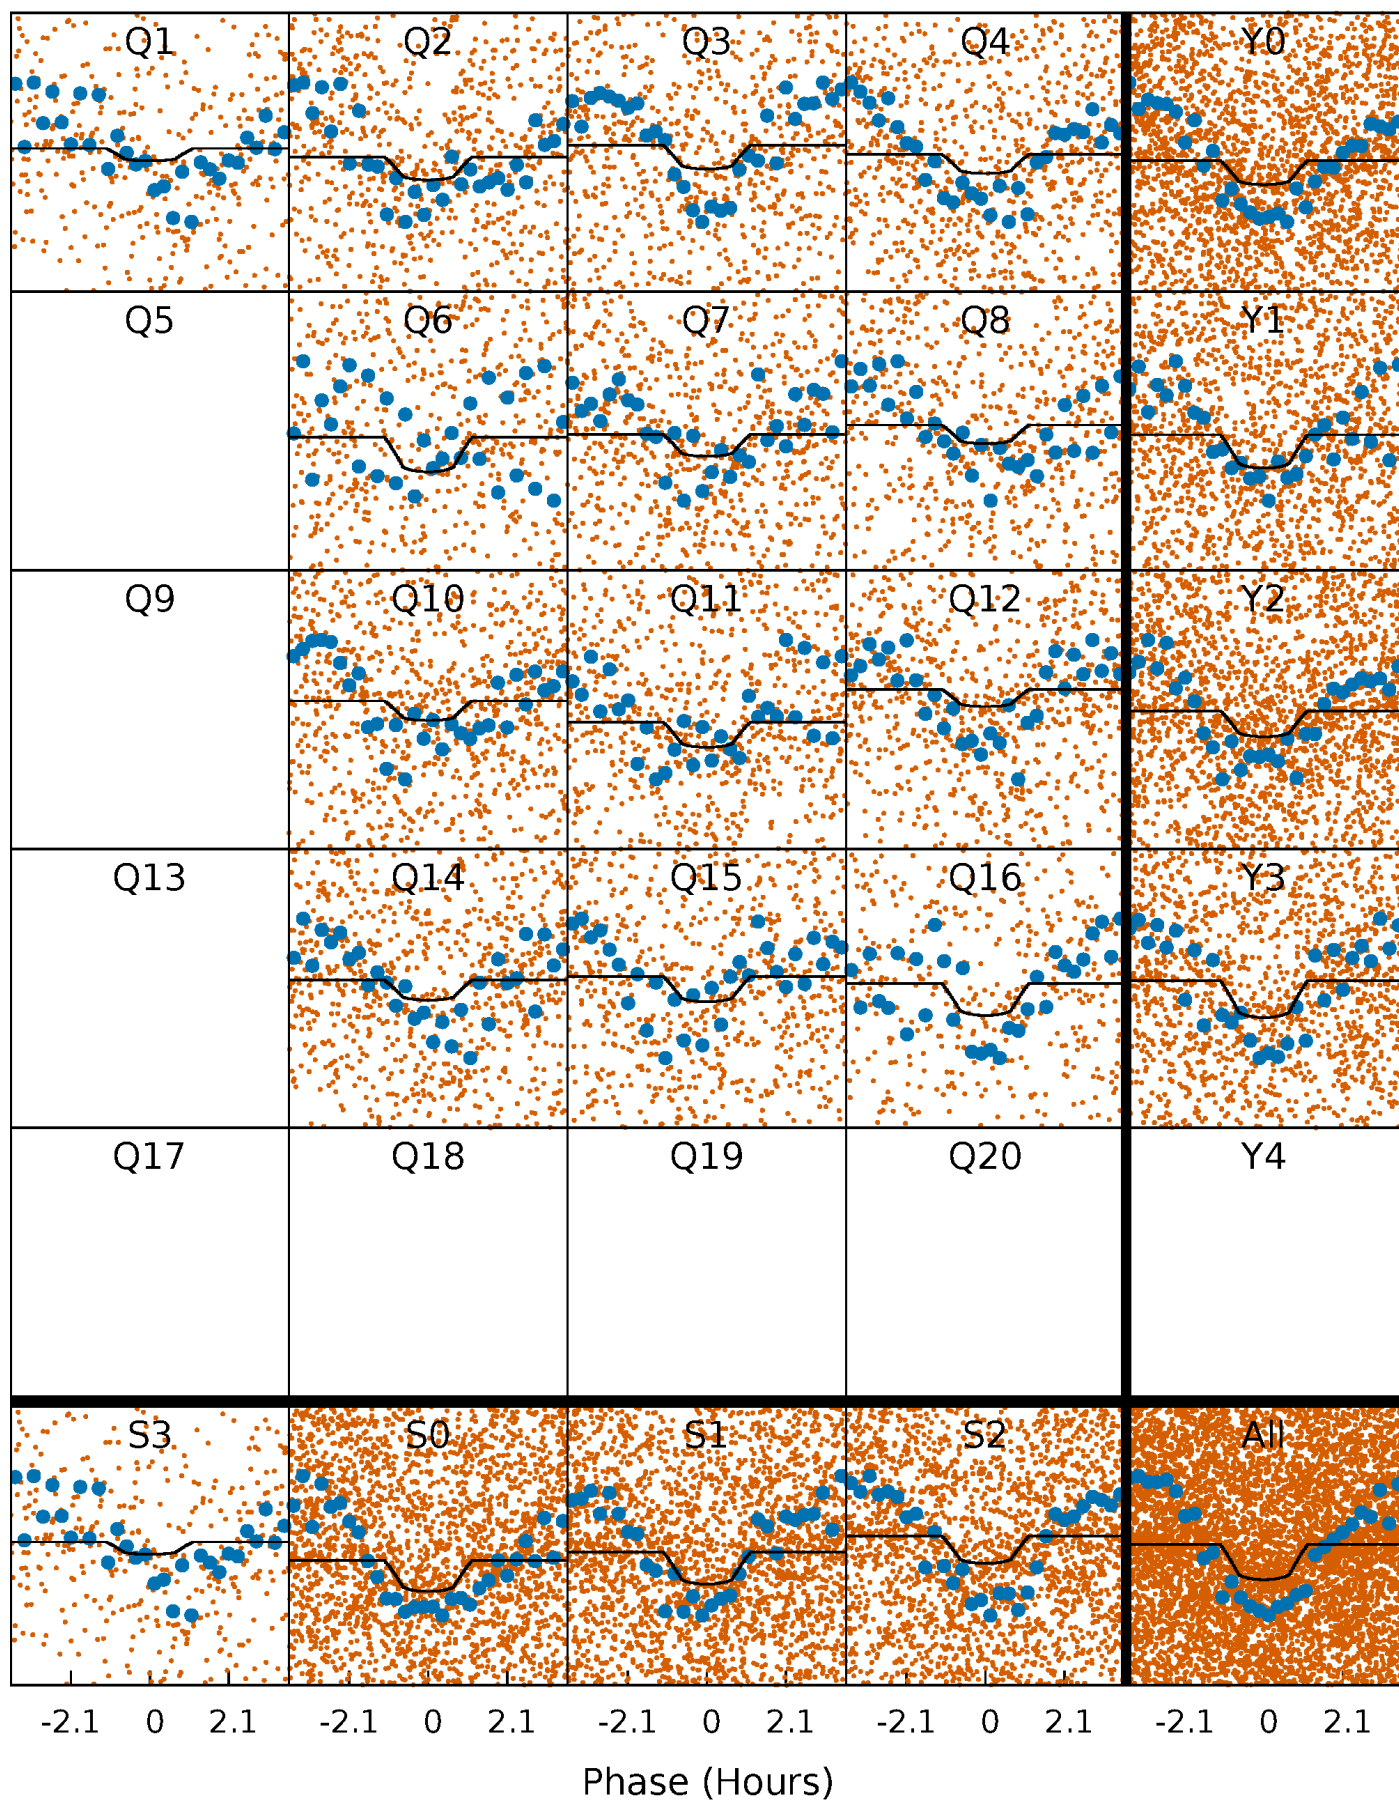 Q1 Q2 Q3 Q4 Y0
Q5 Q6 Q7 Q8 Y1
Q9 Q10 Q11 Q12 Y2
Q13 Q14 Q15 Q16 Y3
Q17 Q18 Q19 Q20 Y4
S3 S0 S1 S2 All
-2.1 0 2.1 -2.1 0 2.1 -2.1 0 2.1 -2.1 0 2.1 -2.1 0 2.1
Phase (Hours)